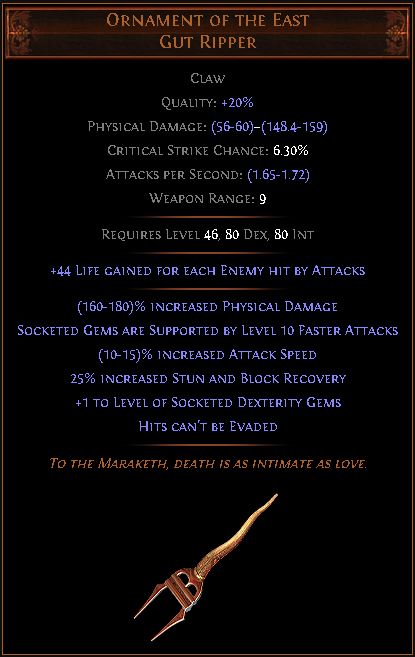 Ornament of the East
Gut Ripper
Claw
Quality: +20%
Physical Damage: (56-60)–(148.4-159)
Critical Strike Chance: 6.30%
Attacks per Second: (1.65-1.72)
Weapon Range: 9
Requires Level 46, 80 Dex, 80 Int
+44 Life gained for each Enemy hit by Attacks
(160-180)% increased Physical Damage
Socketed Gems are Supported by Level 10 Faster Attacks
(10-15)% increased Attack Speed
25% increased Stun and Block Recovery
+1 to Level of Socketed Dexterity Gems
Hits can't be Evaded
To the Maraketh, death is as intimate as love.